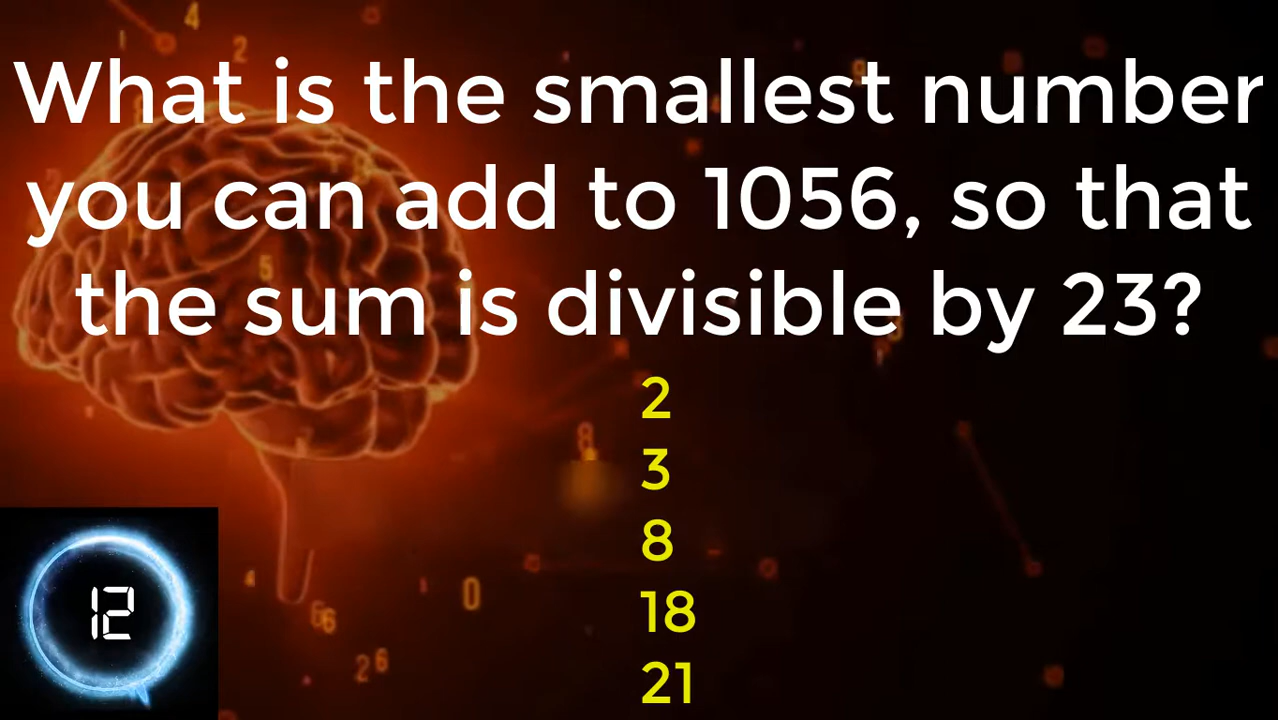 What is the smallest number
you can add to 1056, so that
the sum is divisible by 23?
2
3
8
18
21
12